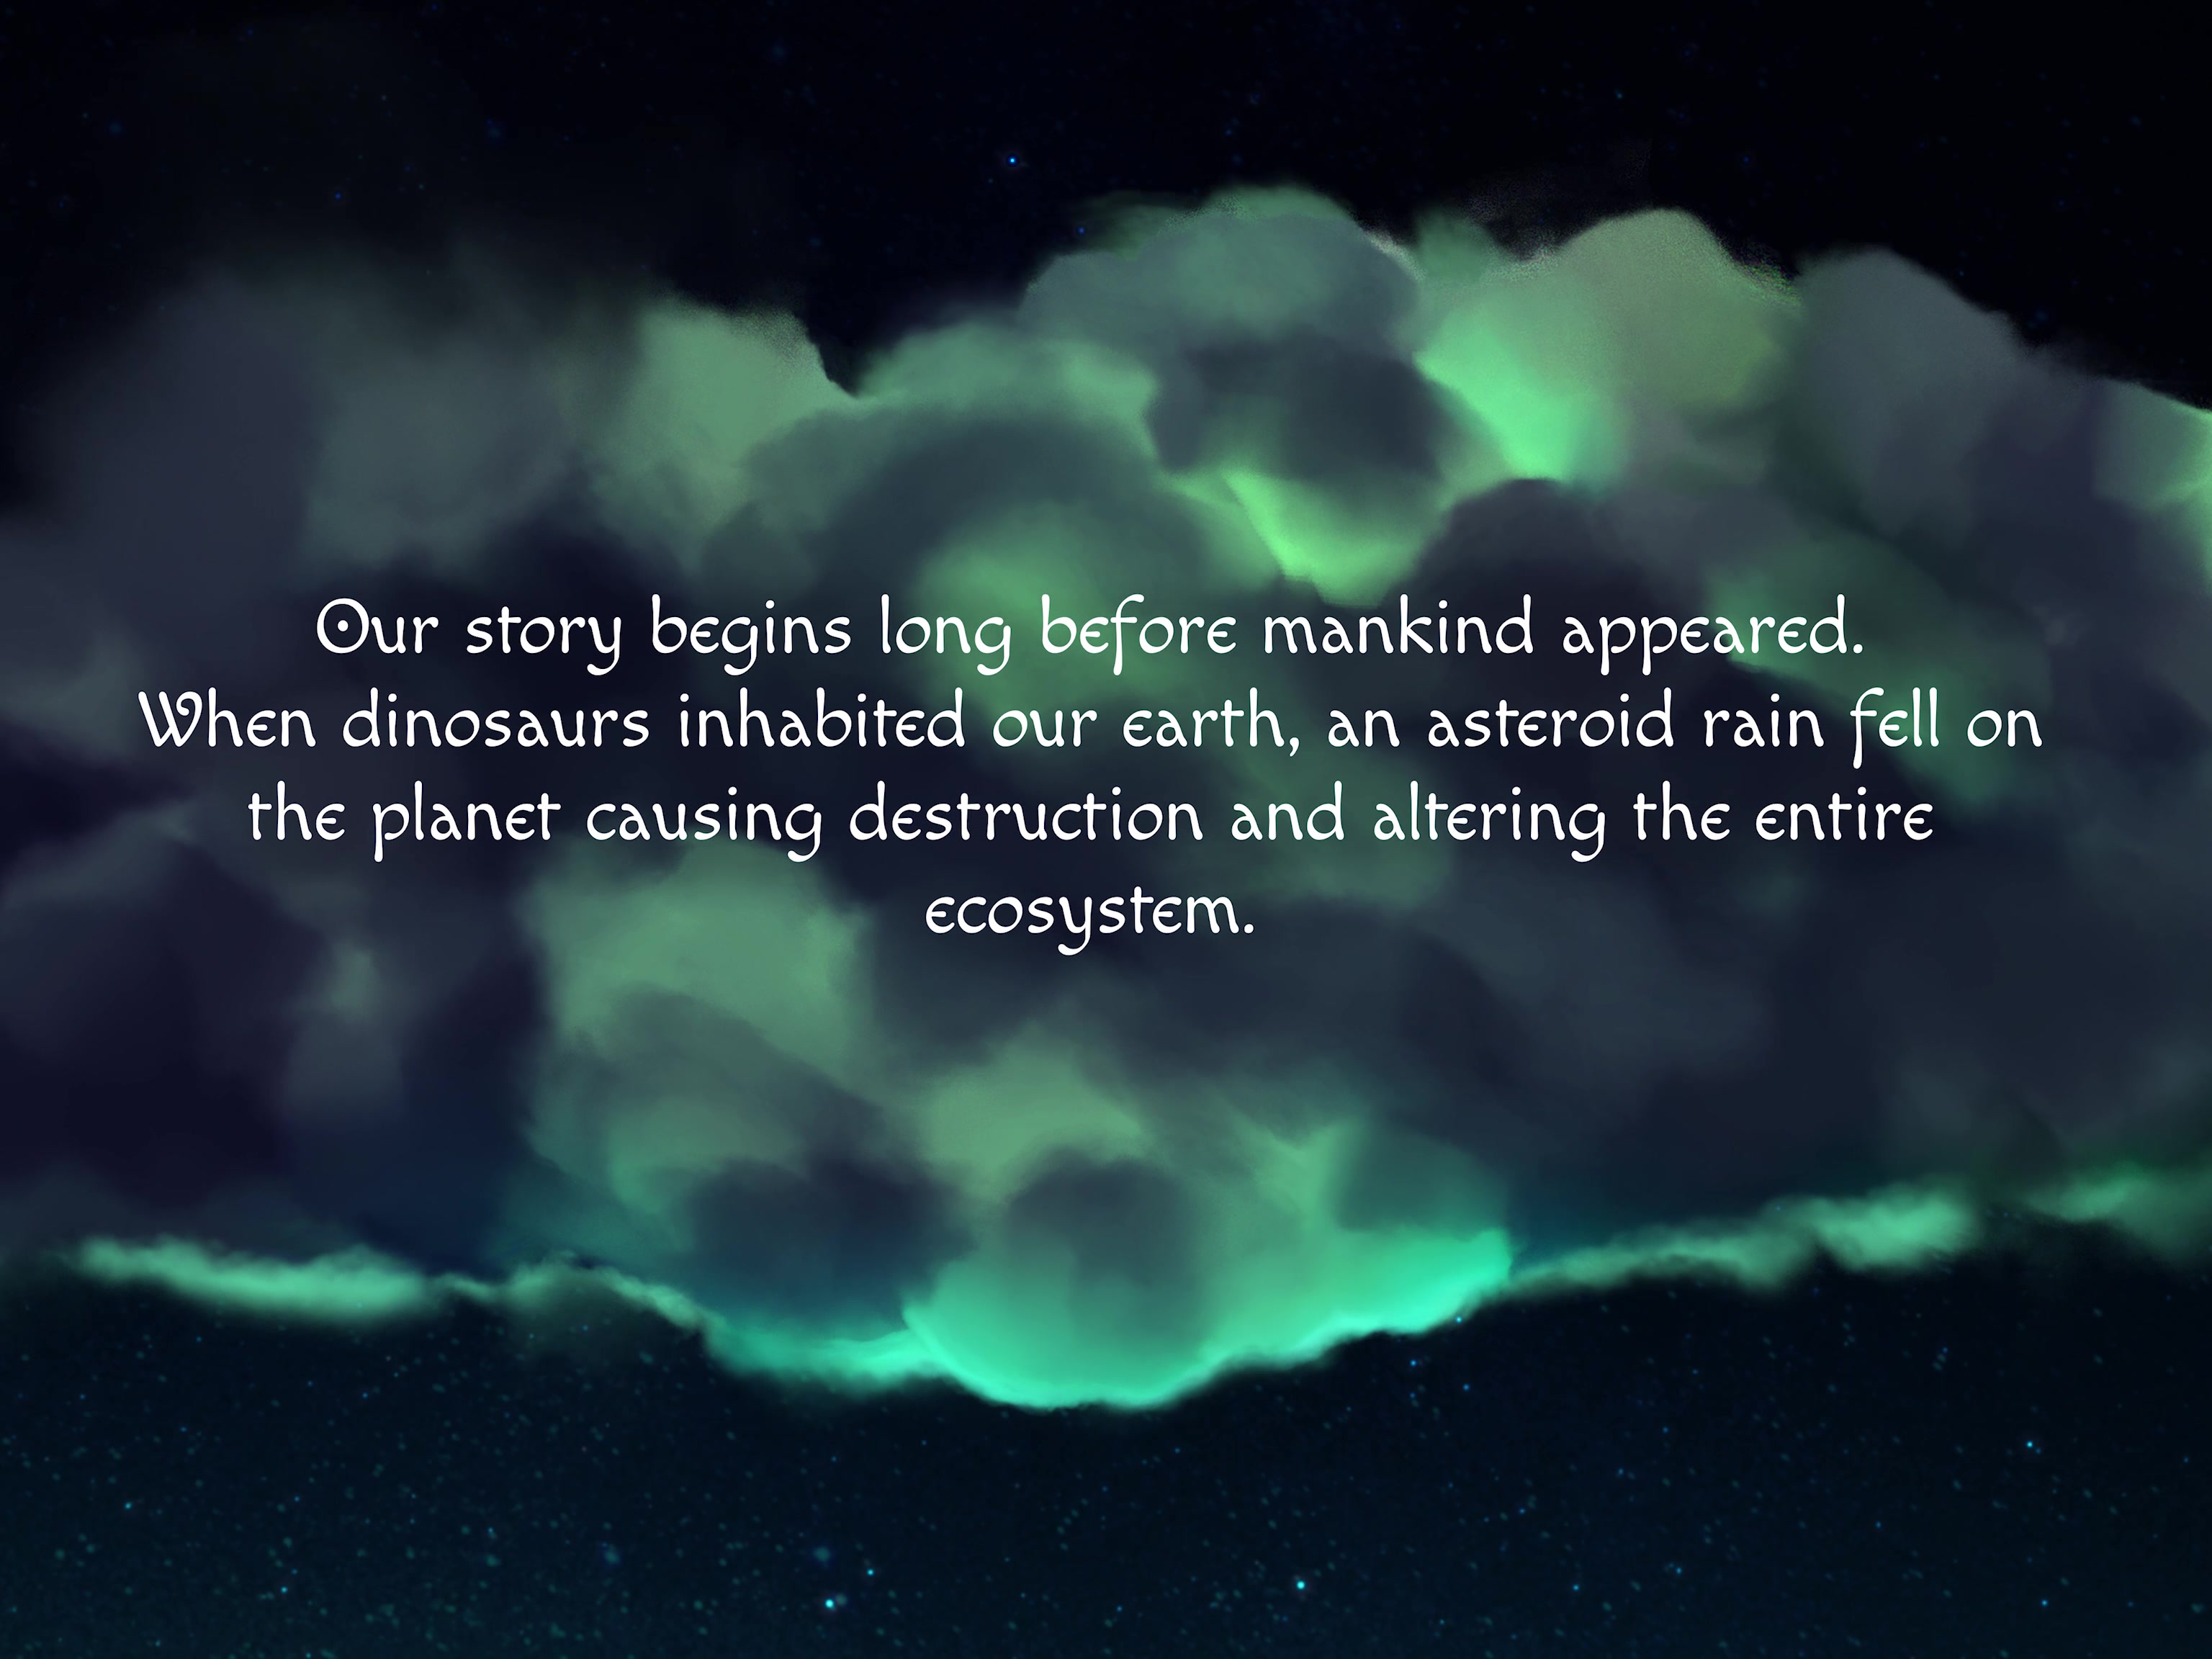 Our story begins long before mankind appeared.
When dinosaurs inhabited our earth, an asteroid rain fell on
the planet causing destruction and altering the entire
ecosystem.